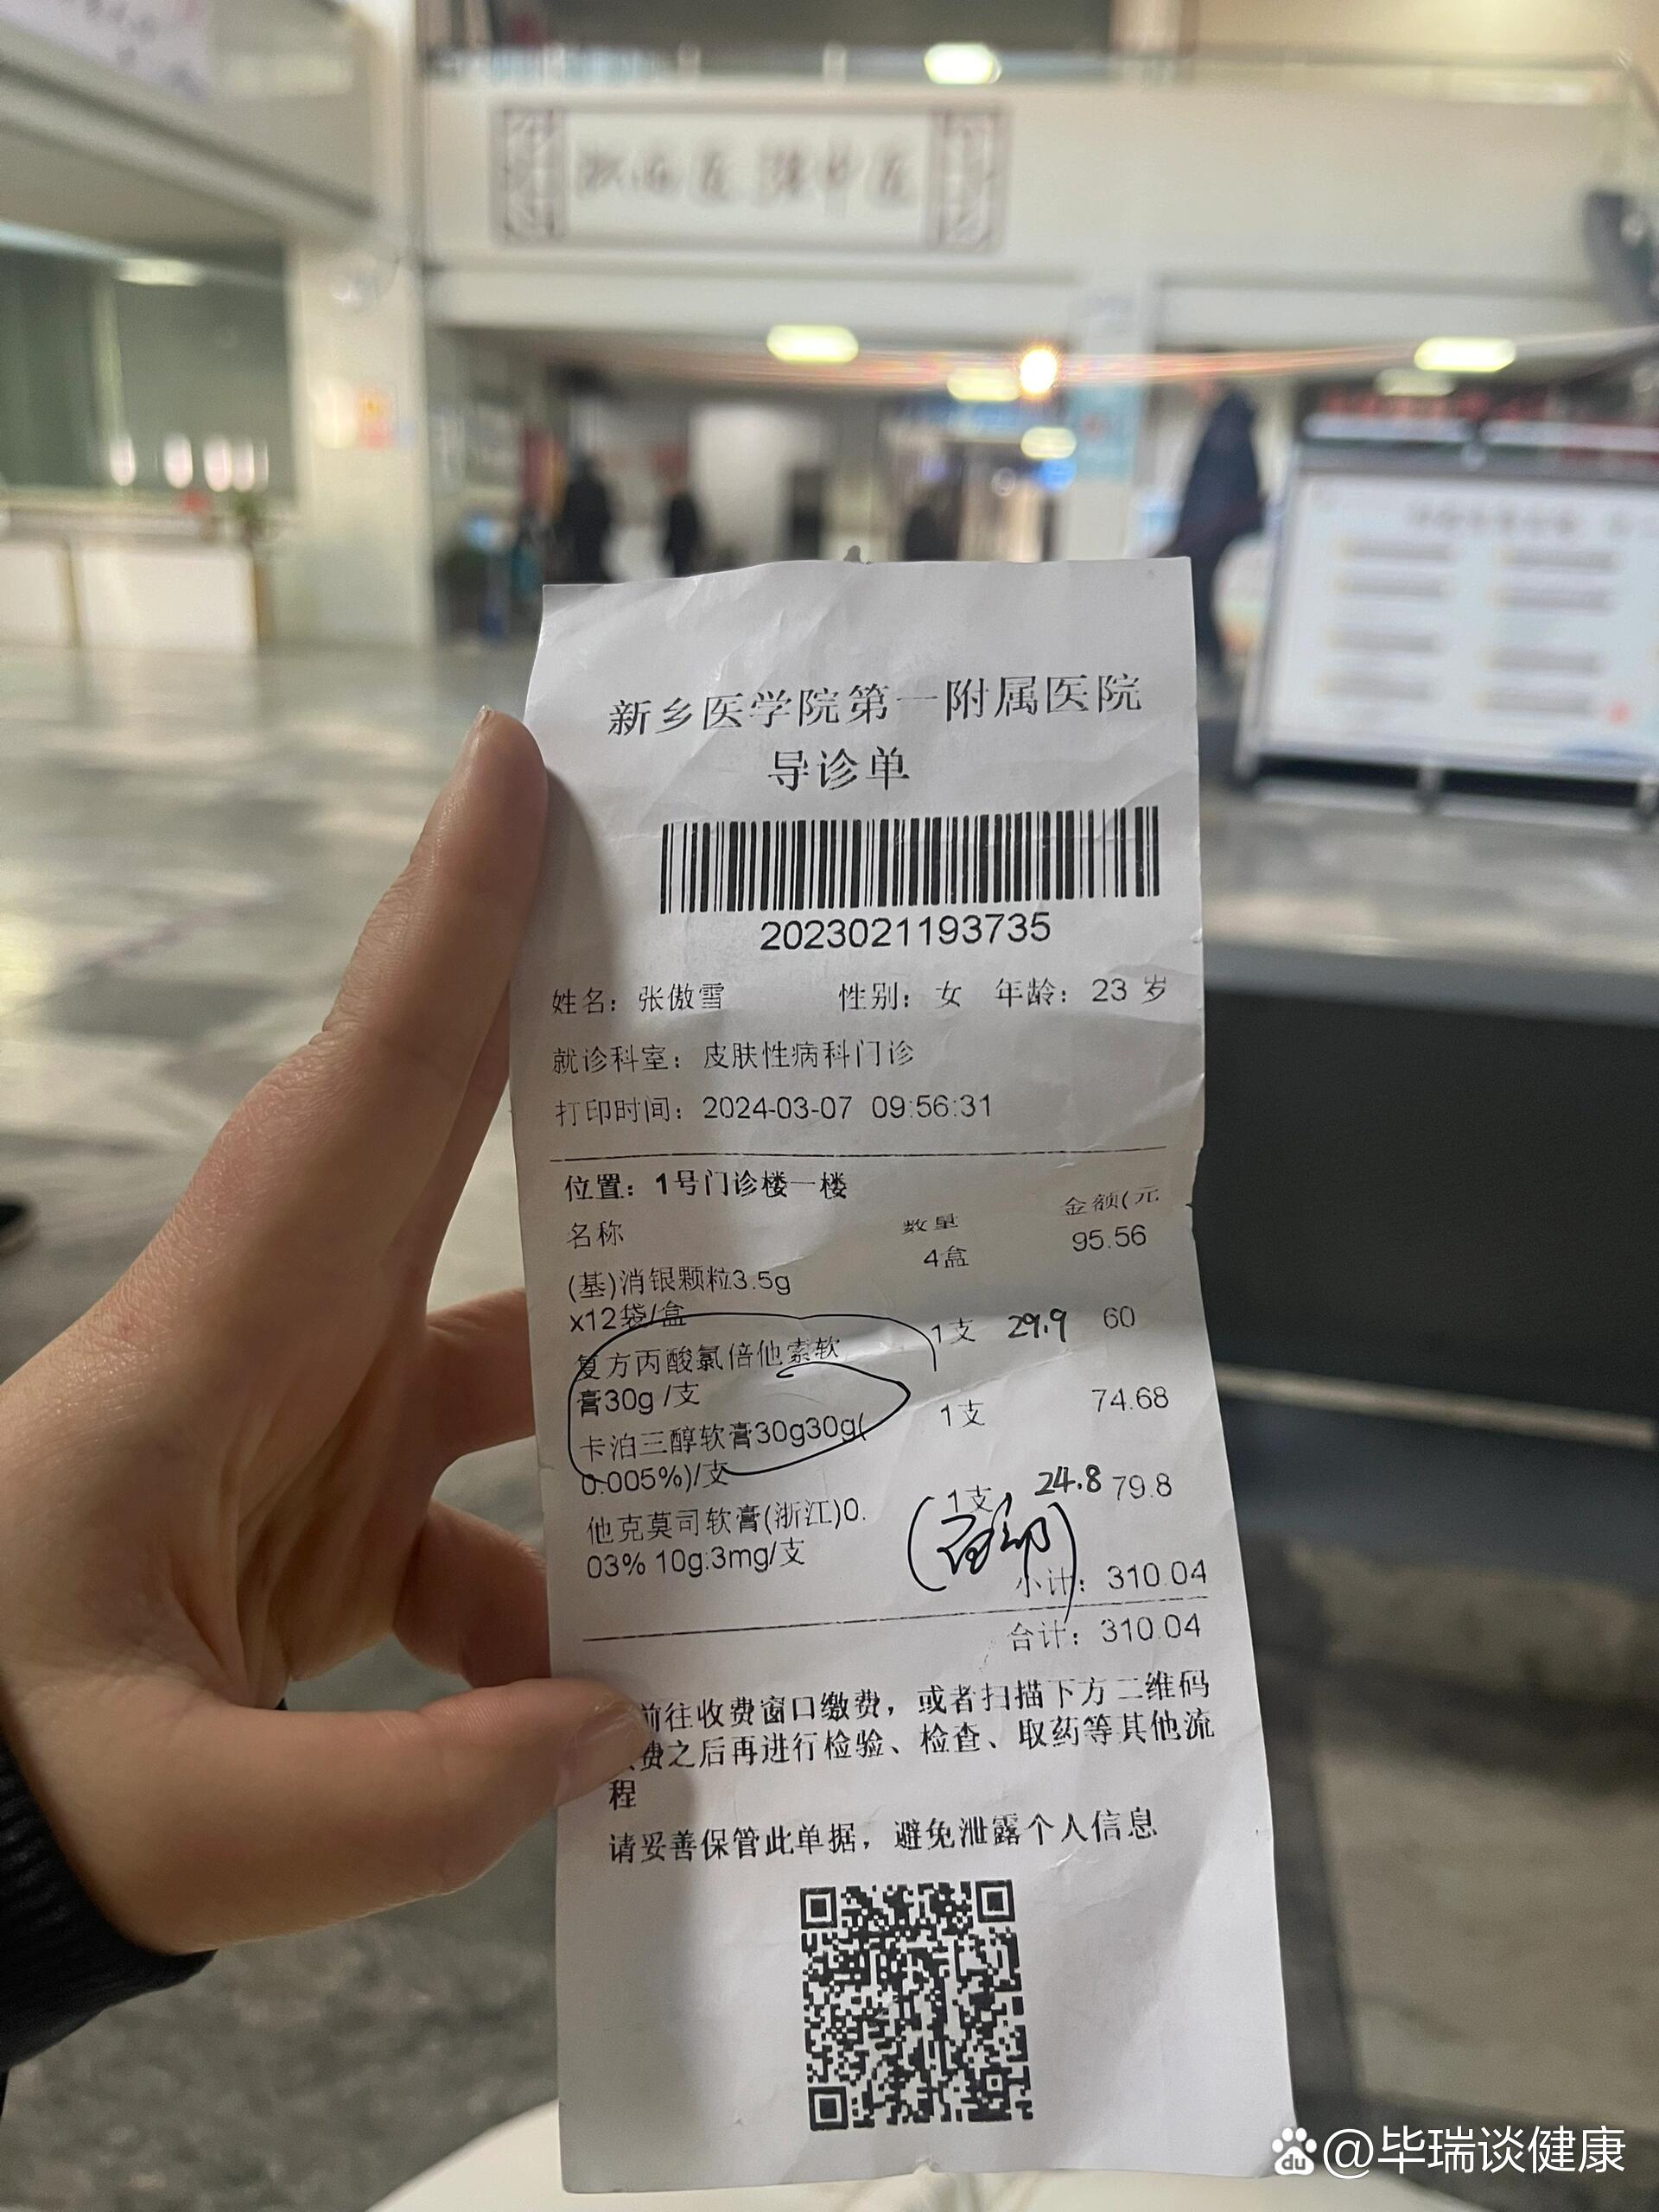 新乡医学院第一附属医院
导诊单
2023021193735
姓名：张傲雪 性别：女 年龄：23 岁
就诊科室：皮肤性病科门诊
打印时间：2024-03-07 09:56:31
位置：1号门诊楼一楼
名称 数量 金额(元
(基)消银颗粒3.5g 4盒 95.56
x12袋/盒
复方丙酸氯倍他索软 1支 29.9 60
膏30g /支
卡泊三醇软膏30g30g( 1支 74.68
0.005%)/支
他克莫司软膏(浙江)0. 1支 24.8 79.8
03% 10g:3mg/支
小计：310.04
合计：310.04
前往收费窗口缴费，或者扫描下方二维码
费之后再进行检验、检查、取药等其他流
程
请妥善保管此单据，避免泄露个人信息
du @毕瑞谈健康